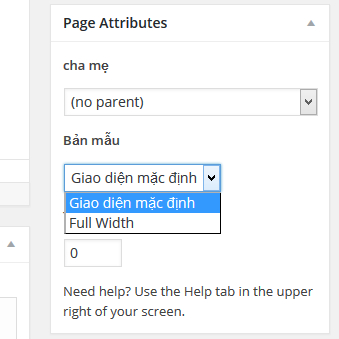 Page Attributes
cha mẹ
(no parent)
Bản mẫu
Giao diện mặc định
Giao diện mặc định
Full Width
0
Need help? Use the Help tab in the upper
right of your screen.